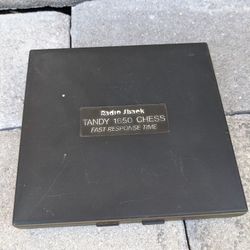 Radio Shack
TANDY 1650 CHESS
FAST RESPONSE TIME